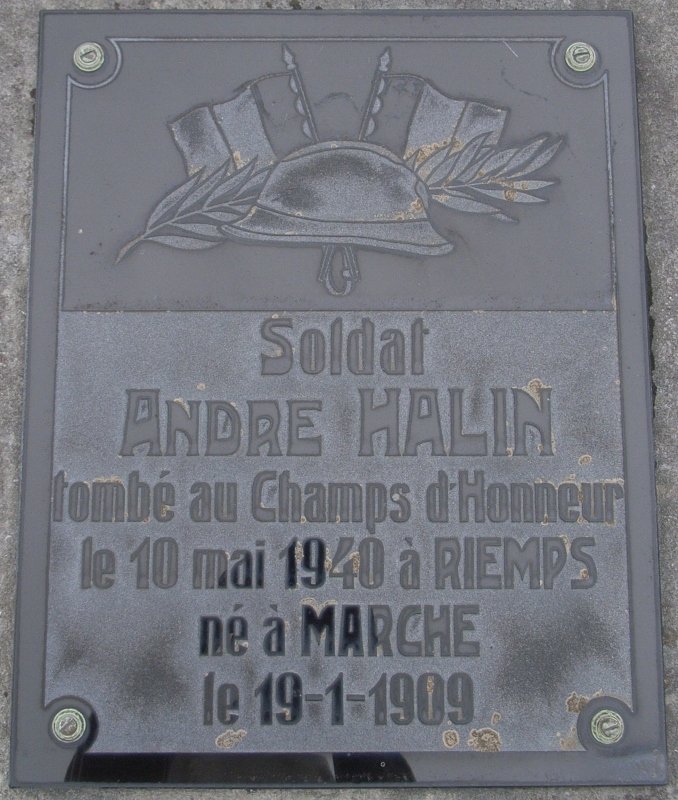 Soldat
ANDRE HALIN
tombé au Champs d'Honneur
le 10 mai 1940 à RIEMPS
né à MARCHE
le 19-1-1909